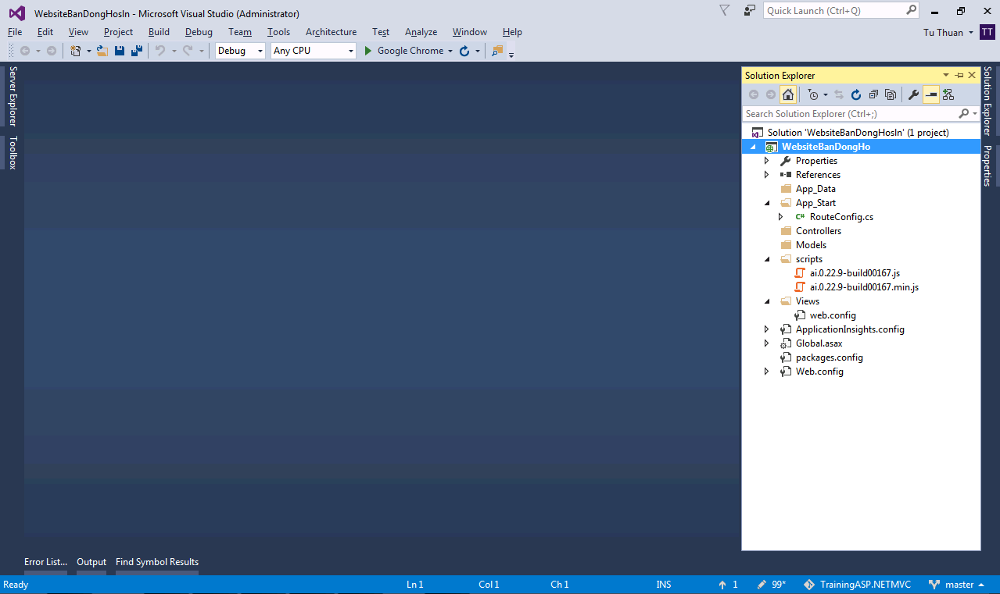 WebsiteBanDongHosIn - Microsoft Visual Studio (Administrator)
Quick Launch (Ctrl+Q)
File Edit View Project Build Debug Team Tools Architecture Test Analyze Window Help
Tu Thuan TT
Debug Any CPU Google Chrome
Server Explorer
Toolbox
Solution Explorer
Search Solution Explorer (Ctrl+;)
Solution 'WebsiteBanDongHosIn' (1 project)
WebsiteBanDongHo
Properties
References
App_Data
App_Start
C# RouteConfig.cs
Controllers
Models
scripts
ai.0.22.9-build00167.js
ai.0.22.9-build00167.min.js
Views
web.config
ApplicationInsights.config
Global.asax
packages.config
Web.config
Solution Explorer
Properties
Error List... Output Find Symbol Results
Ready Ln 1 Col 1 Ch 1 INS 1 99* TrainingASP.NETMVC master